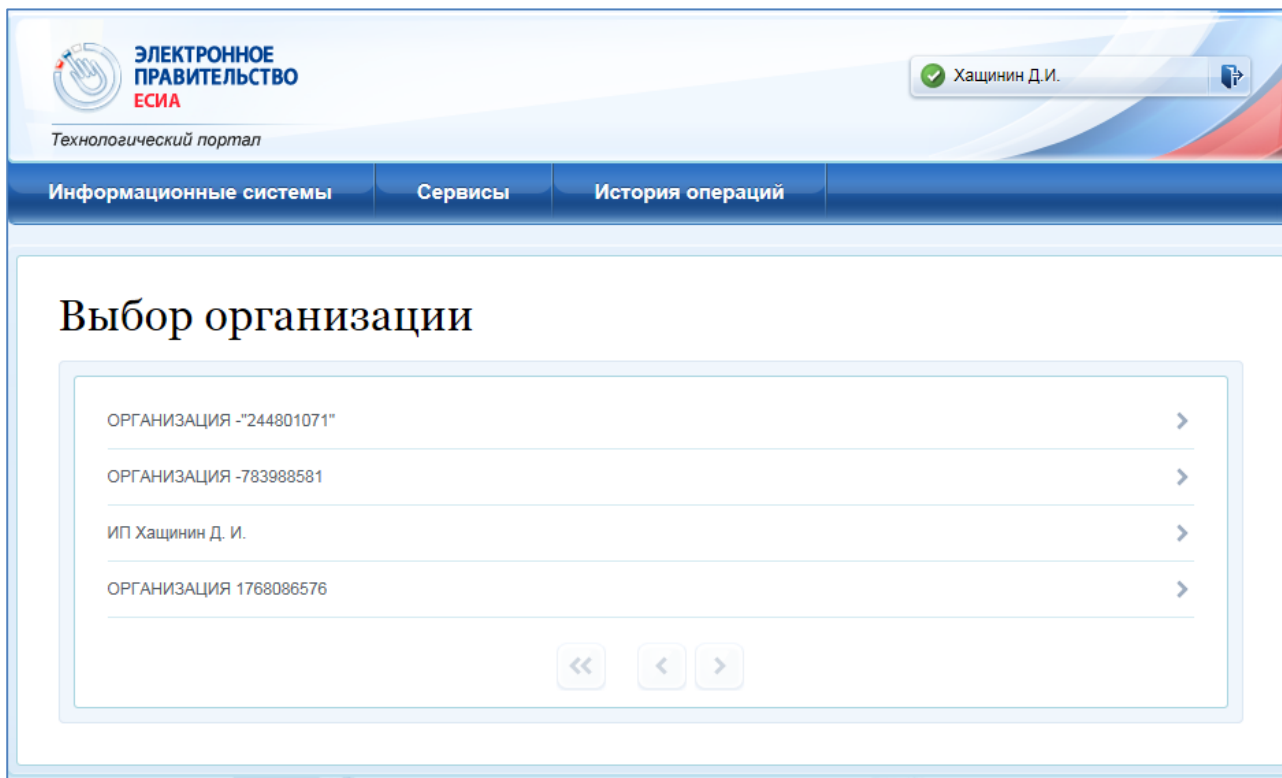 ЭЛЕКТРОННОЕ
ПРАВИТЕЛЬСТВО
ЕСИА
Технологический портал
Хащинин Д.И.
Информационные системы Сервисы История операций
Выбор организации
ОРГАНИЗАЦИЯ -"244801071"
ОРГАНИЗАЦИЯ -783988581
ИП Хащинин Д. И.
ОРГАНИЗАЦИЯ 1768086576